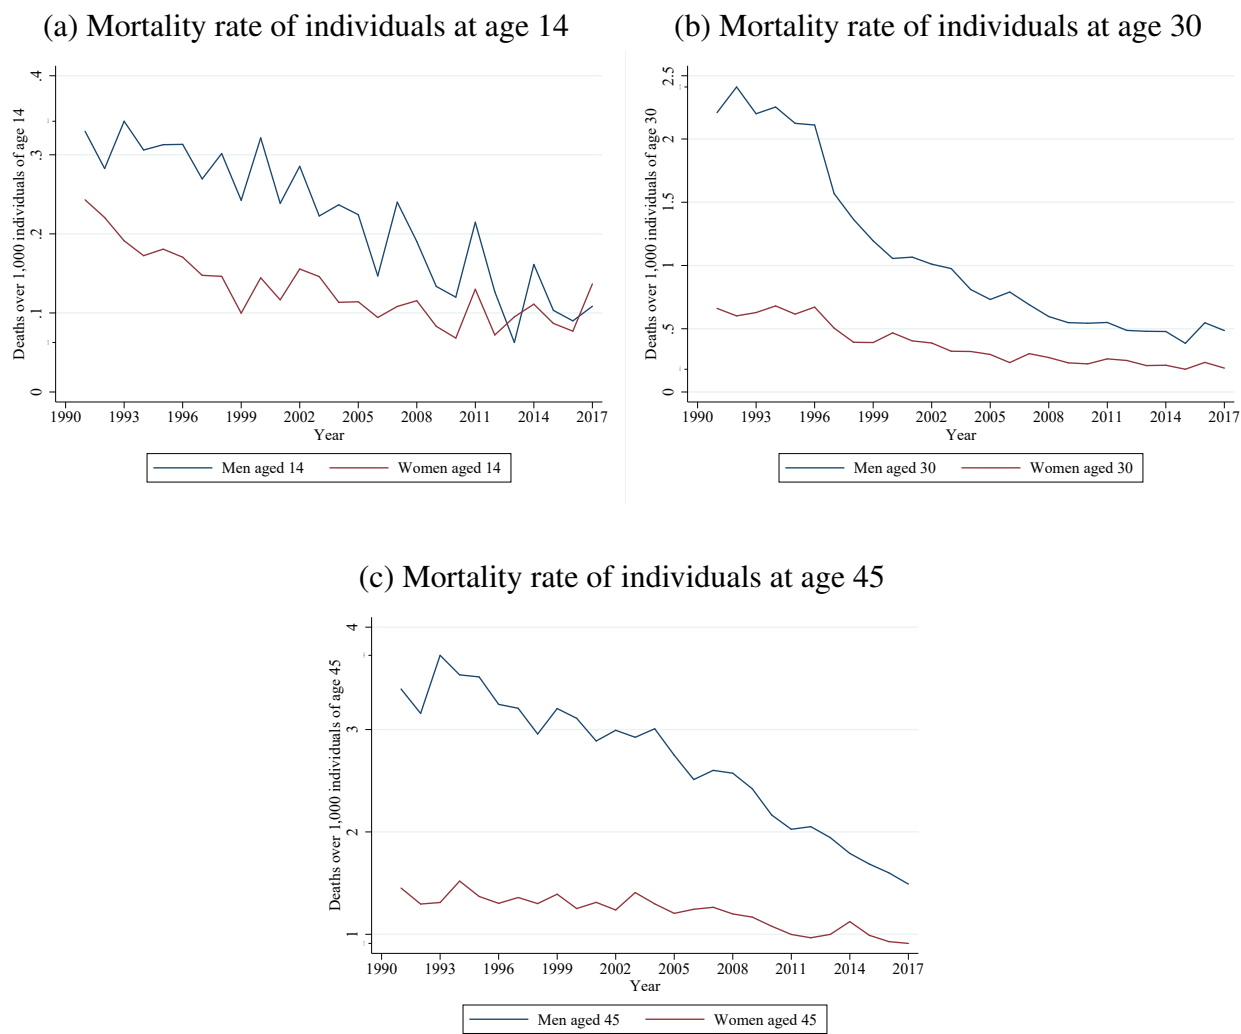 (a) Mortality rate of individuals at age 14
Deaths over 1,000 individuals of age 14
.4
.3
.2
.1
0
1990 1993 1996 1999 2002 2005 2008 2011 2014 2017
Year
Men aged 14 Women aged 14
(b) Mortality rate of individuals at age 30
Deaths over 1,000 individuals of age 30
2.5
2
1.5
1
.5
0
1990 1993 1996 1999 2002 2005 2008 2011 2014 2017
Year
Men aged 30 Women aged 30
(c) Mortality rate of individuals at age 45
Deaths over 1,000 individuals of age 45
4
3
2
1
1990 1993 1996 1999 2002 2005 2008 2011 2014 2017
Year
Men aged 45 Women aged 45